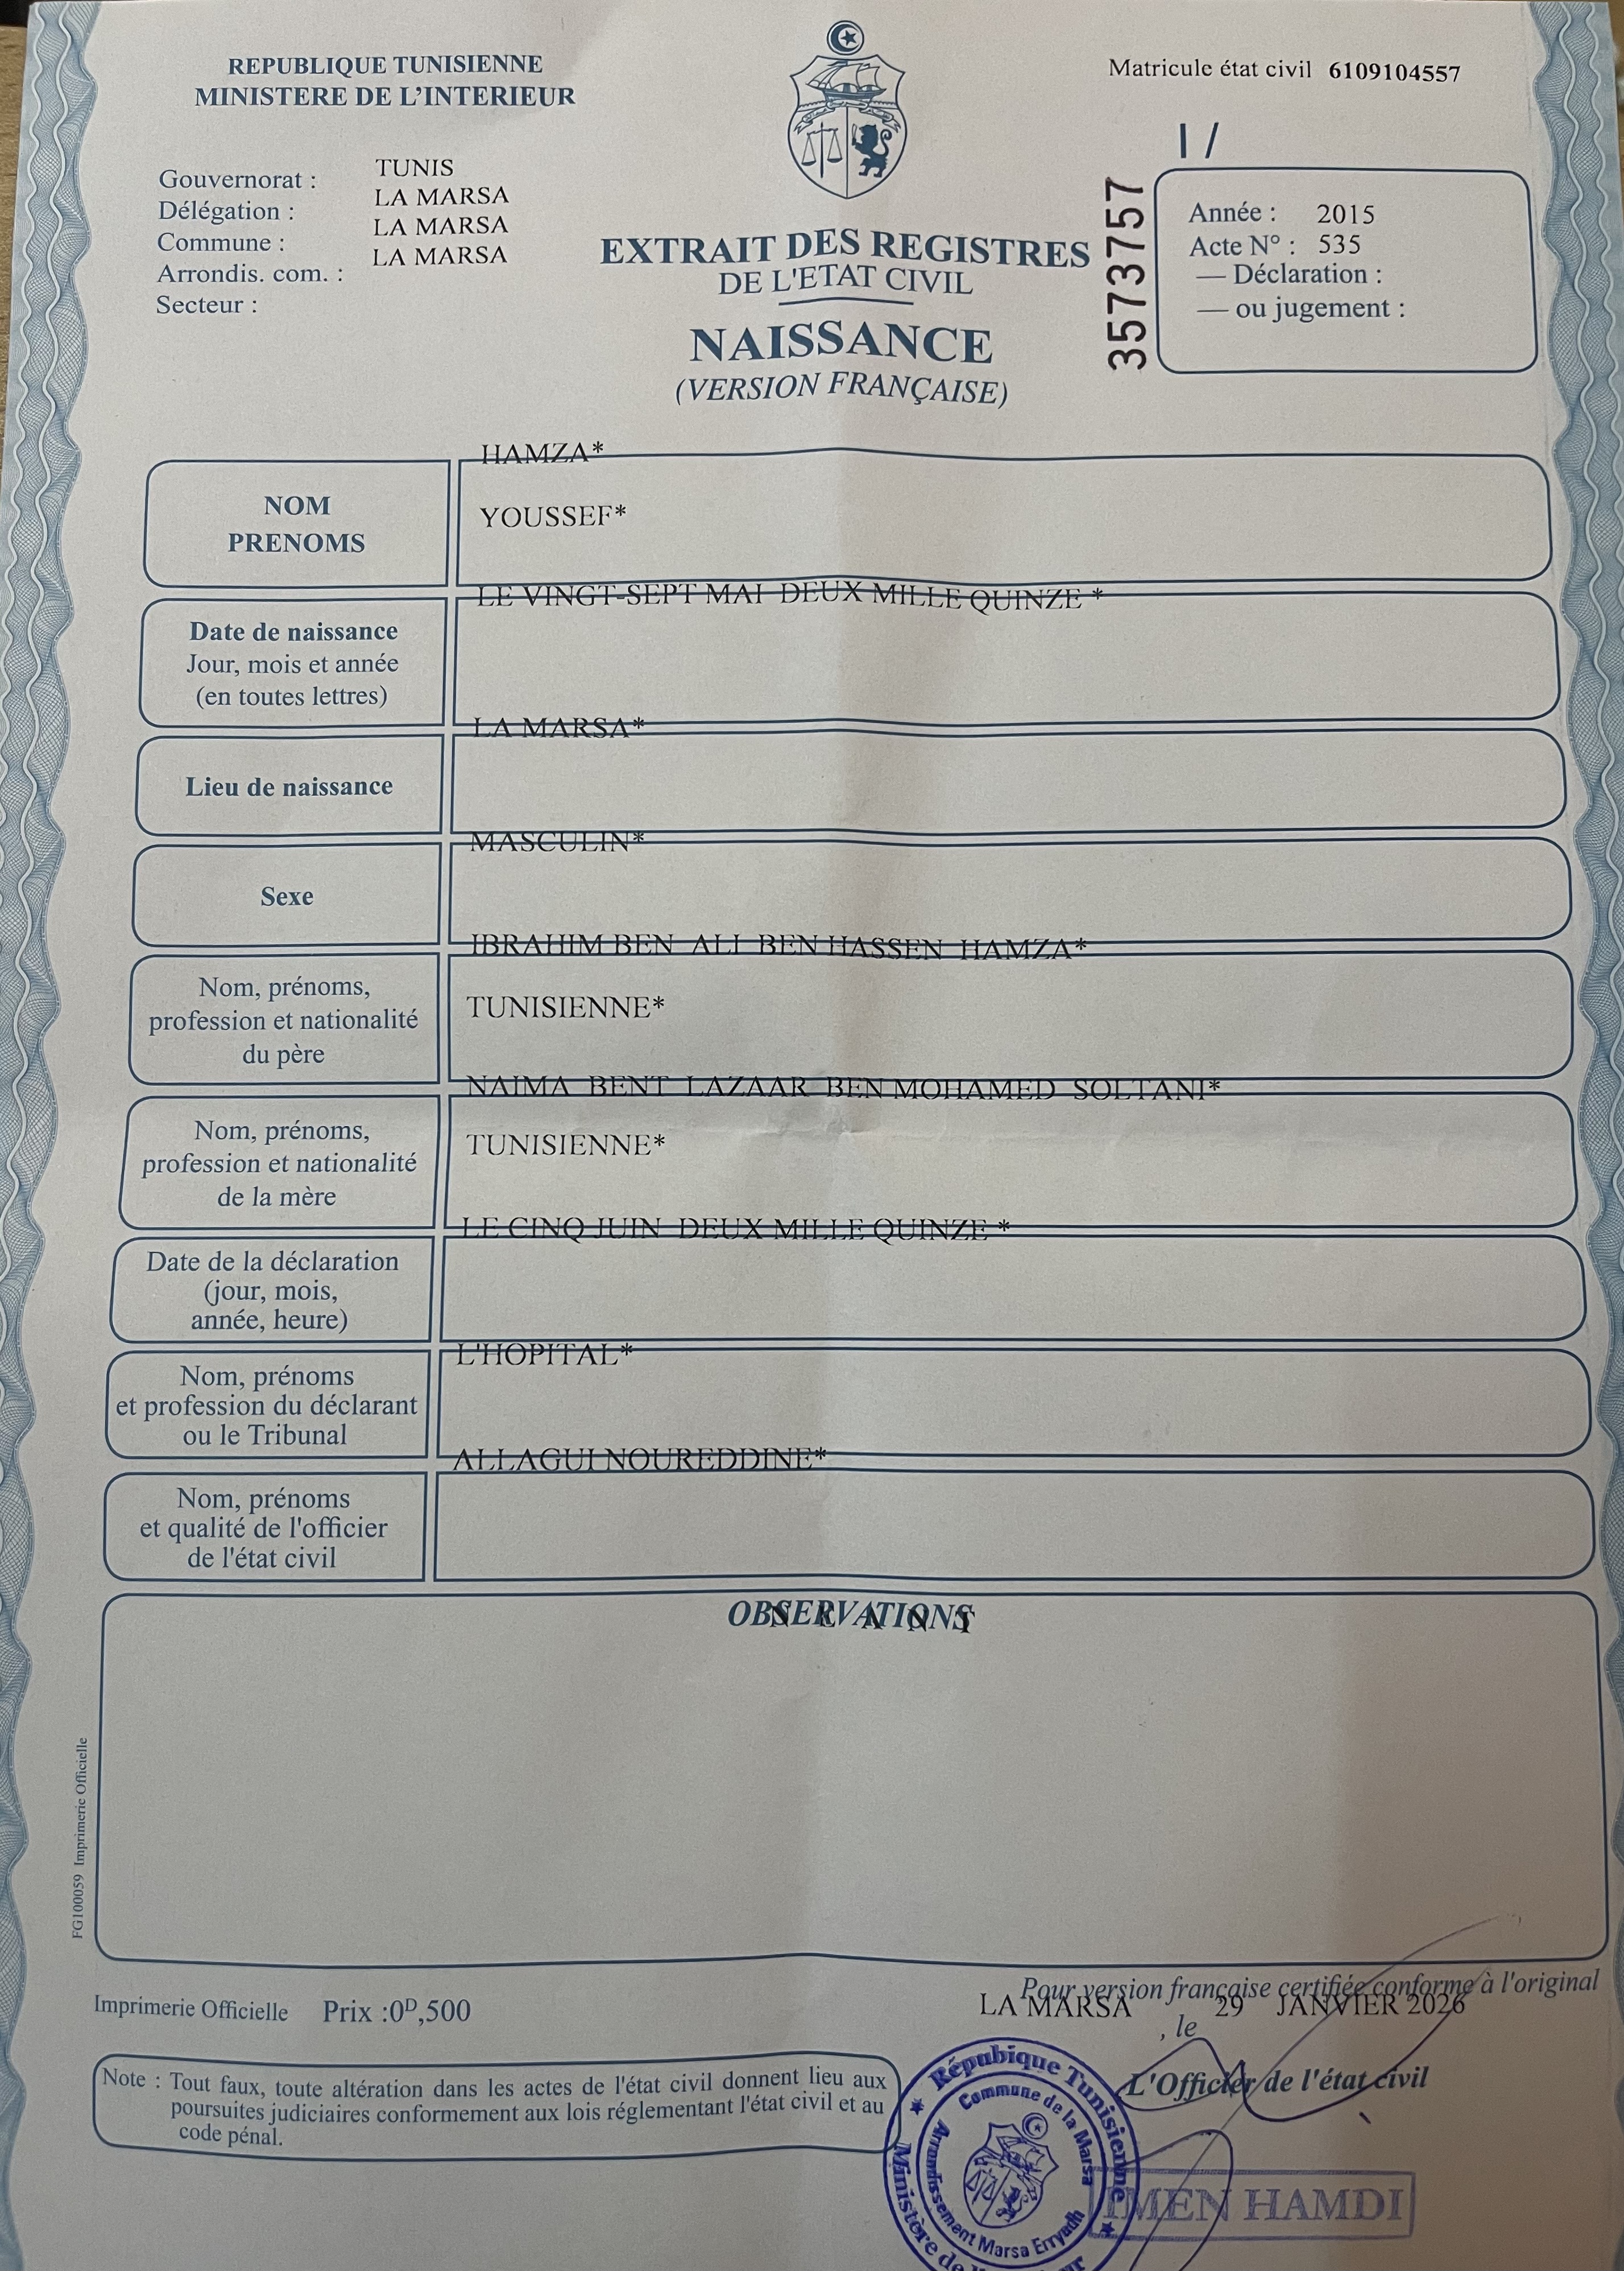 REPUBLIQUE TUNISIENNE
MINISTERE DE L'INTERIEUR
Matricule état civil 6109104557
1/
Gouvernorat : TUNIS
Délégation : LA MARSA
Commune : LA MARSA
Arrondis. com. : LA MARSA
Secteur :
EXTRAIT DES REGISTRES
DE L'ETAT CIVIL
NAISSANCE
(VERSION FRANÇAISE)
3573757
Année : 2015
Acte N° : 535
— Déclaration :
— ou jugement :
NOM
PRENOMS
HAMZA*
YOUSSEF*
Date de naissance
Jour, mois et année
(en toutes lettres)
LE VINGT-SEPT MAI DEUX MILLE QUINZE *
Lieu de naissance
LA MARSA*
Sexe
MASCULIN*
Nom, prénoms,
profession et nationalité
du père
IBRAHIM BEN ALI BEN HASSEN HAMZA*
TUNISIENNE*
Nom, prénoms,
profession et nationalité
de la mère
NAIMA BENT LAZAAR BEN MOHAMED SOLTANI*
TUNISIENNE*
Date de la déclaration
(jour, mois,
année, heure)
LE CINQ JUIN DEUX MILLE QUINZE *
Nom, prénoms
et profession du déclarant
ou le Tribunal
L'HOPITAL*
Nom, prénoms
et qualité de l'officier
de l'état civil
ALLAGUI NOUREDDINE*
OBSERVATIONS
N E A N T
FG100059 Imprimerie Officielle
Imprimerie Officielle Prix :0D,500
Pour version française certifiée conforme à l'original
LA MARSA , le 29 JANVIER 2026
L'Officier de l'état civil
Note : Tout faux, toute altération dans les actes de l'état civil donnent lieu aux
poursuites judiciaires conformement aux lois réglementant l'état civil et au
code pénal.
Répubique Tunisienne
Commune de la Marsa
Arrondissement Marsa Erryadh
Ministère de
IMEN HAMDI